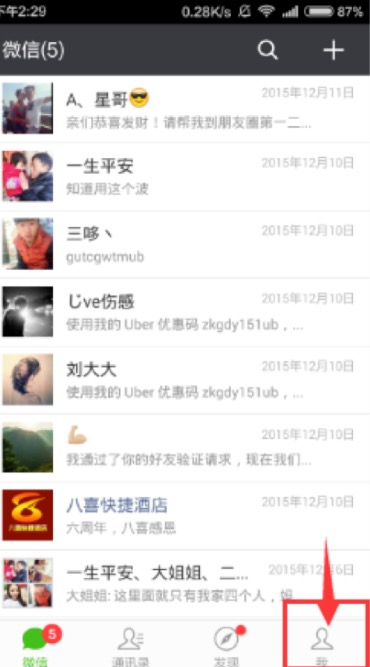 下午2:29 0.28K/s 87%
微信(5)
A、星哥😎 2015年12月11日
亲们恭喜发财！请帮我到朋友圈第一二...
一生平安 2015年12月10日
知道用这个波
三哆丶 2015年12月10日
gutcgwtmub
じve伤感 2015年12月10日
使用我的 Uber 优惠码 zkgdy151ub，...
刘大大 2015年12月10日
使用我的 Uber 优惠码 zkgdy151ub，...
💪🏼 2015年12月10日
我通过了你的好友验证请求，现在我们...
八喜快捷酒店 2015年12月10日
六周年，八喜感恩
八喜快捷酒店
一生平安、大姐姐、二... 2015年12月6日
大姐姐: 这里面就只有我家四个人，姐...
5
微信 通讯录 发现 我